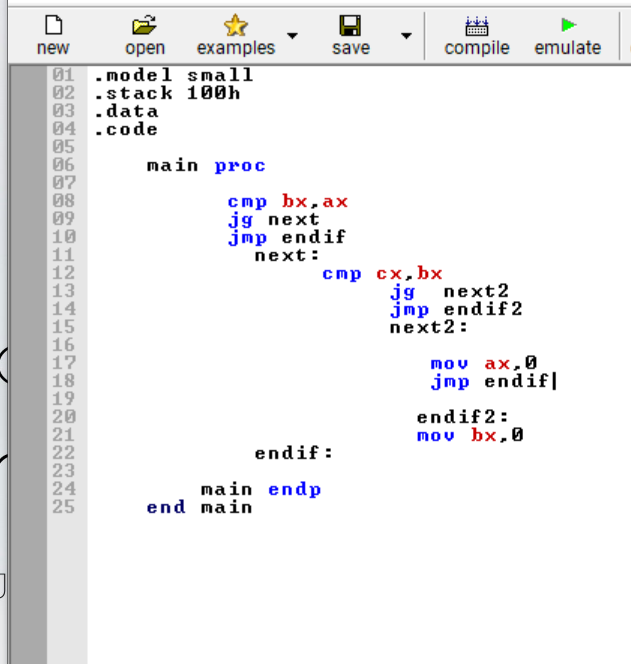 new open examples save compile emulate
01 .model small
02 .stack 100h
03 .data
04 .code
05
06 main proc
07
08 cmp bx,ax
09 jg next
10 jmp endif
11 next:
12 cmp cx,bx
13 jg next2
14 jmp endif2
15 next2:
16
17 mov ax,0
18 jmp endif
19
20 endif2:
21 mov bx,0
22 endif:
23
24 main endp
25 end main